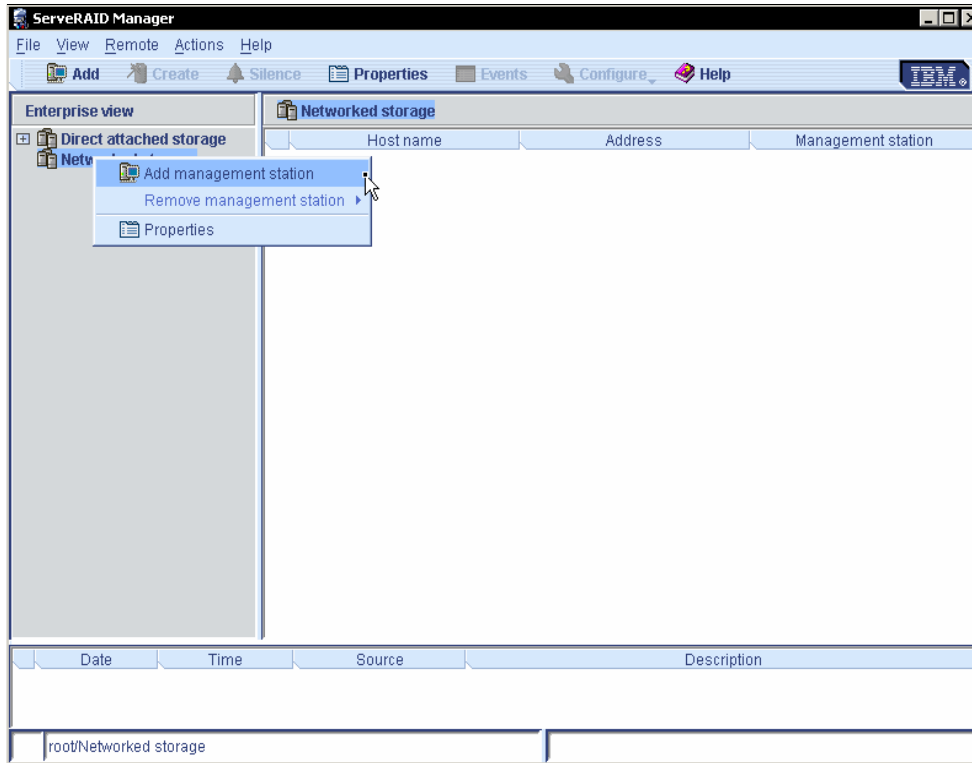 ServeRAID Manager
File View Remote Actions Help
Add Create Silence Properties Events Configure Help IBM
Enterprise view
Networked storage
Direct attached storage
Host name Address Management station
Add management station
Remove management station
Properties
Date Time Source Description
root/Networked storage